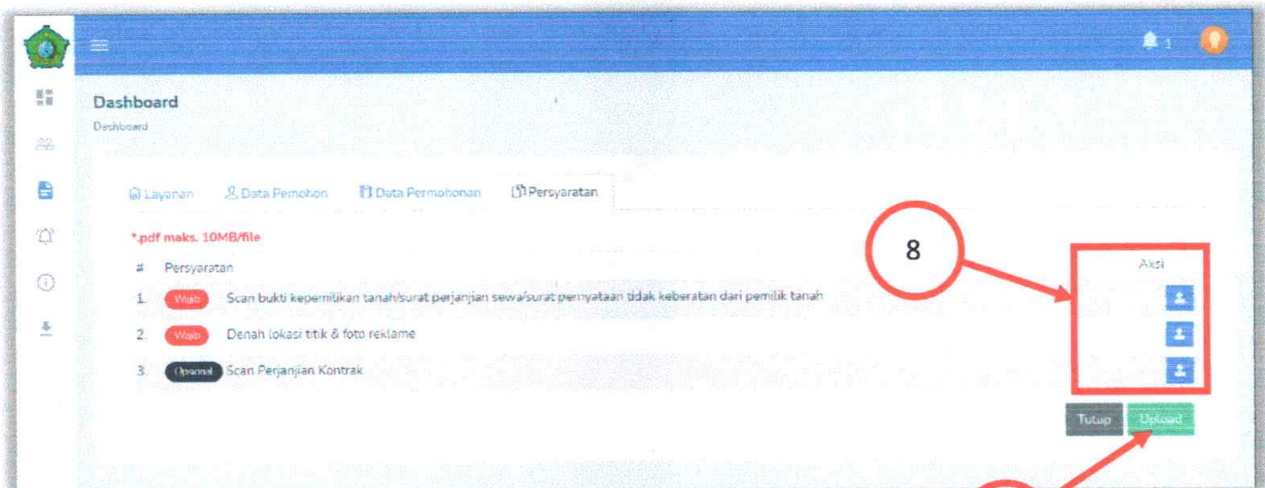 1
Dashboard
Dashboard
Layanan Data Pemohon Data Permohonan Persyaratan
*.pdf maks. 10MB/file
8
# Persyaratan Aksi
1. Wajib Scan bukti kepemilikan tanah/surat perjanjian sewa/surat pernyataan tidak keberatan dari pemilik tanah
2. Wajib Denah lokasi titik & foto reklame
3. Opsional Scan Perjanjian Kontrak
Tutup Upload